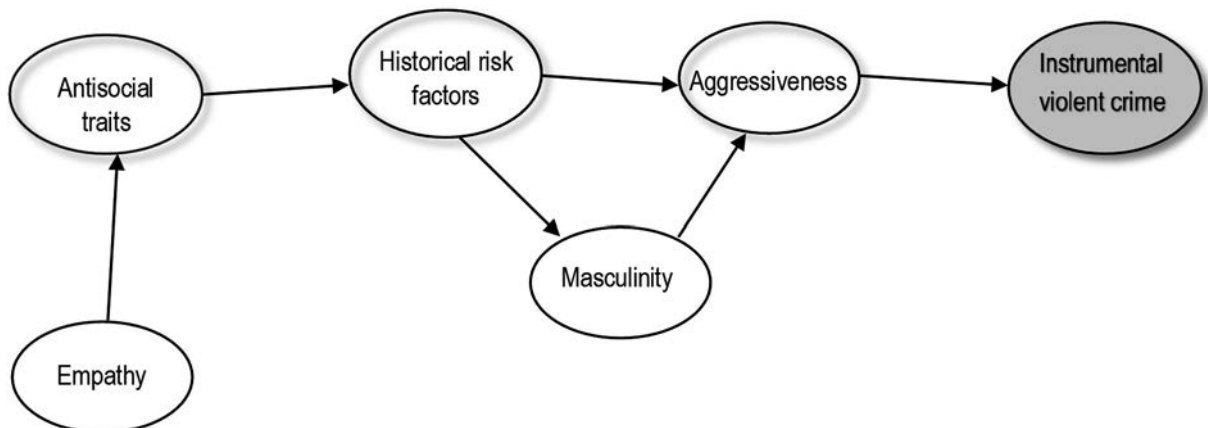 Antisocial
traits
Historical risk
factors
Aggressiveness
Instrumental
violent crime
Masculinity
Empathy